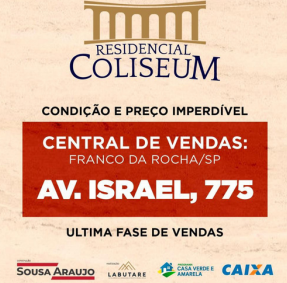 RESIDENCIAL
COLISEUM
CONDIÇÃO E PREÇO IMPERDÍVEL
CENTRAL DE VENDAS:
FRANCO DA ROCHA/SP
AV. ISRAEL, 775
ULTIMA FASE DE VENDAS
SOUSA ARAUJO
LABUTARE
CASA VERDE E
AMARELA
CAIXA